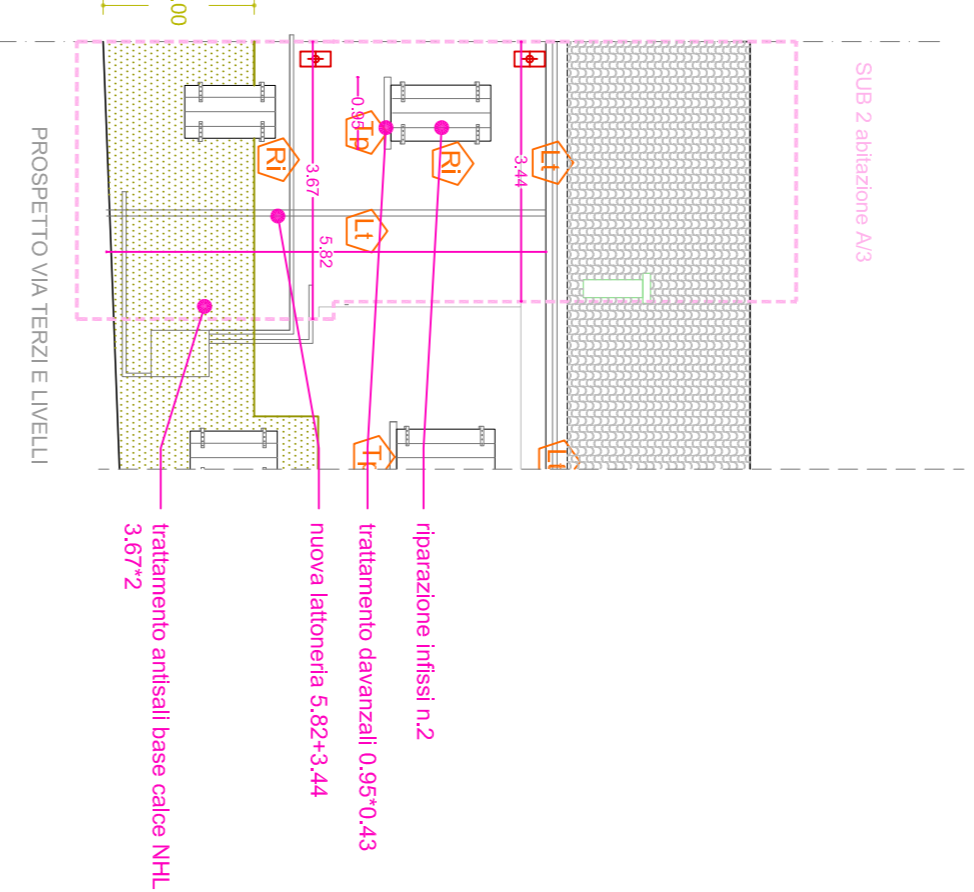 SUB 2 abitazione A/3
Lt
3.44
Ri
0.95
Tp
5.82
Lt
3.67
Ri
.00
Lt
PROSPETTO VIA TERZI E LIVELLI
riparazione infissi n.2
trattamento davanzali 0.95*0.43
nuova lattoneria 5.82+3.44
trattamento antisali base calce NHL
3.67*2